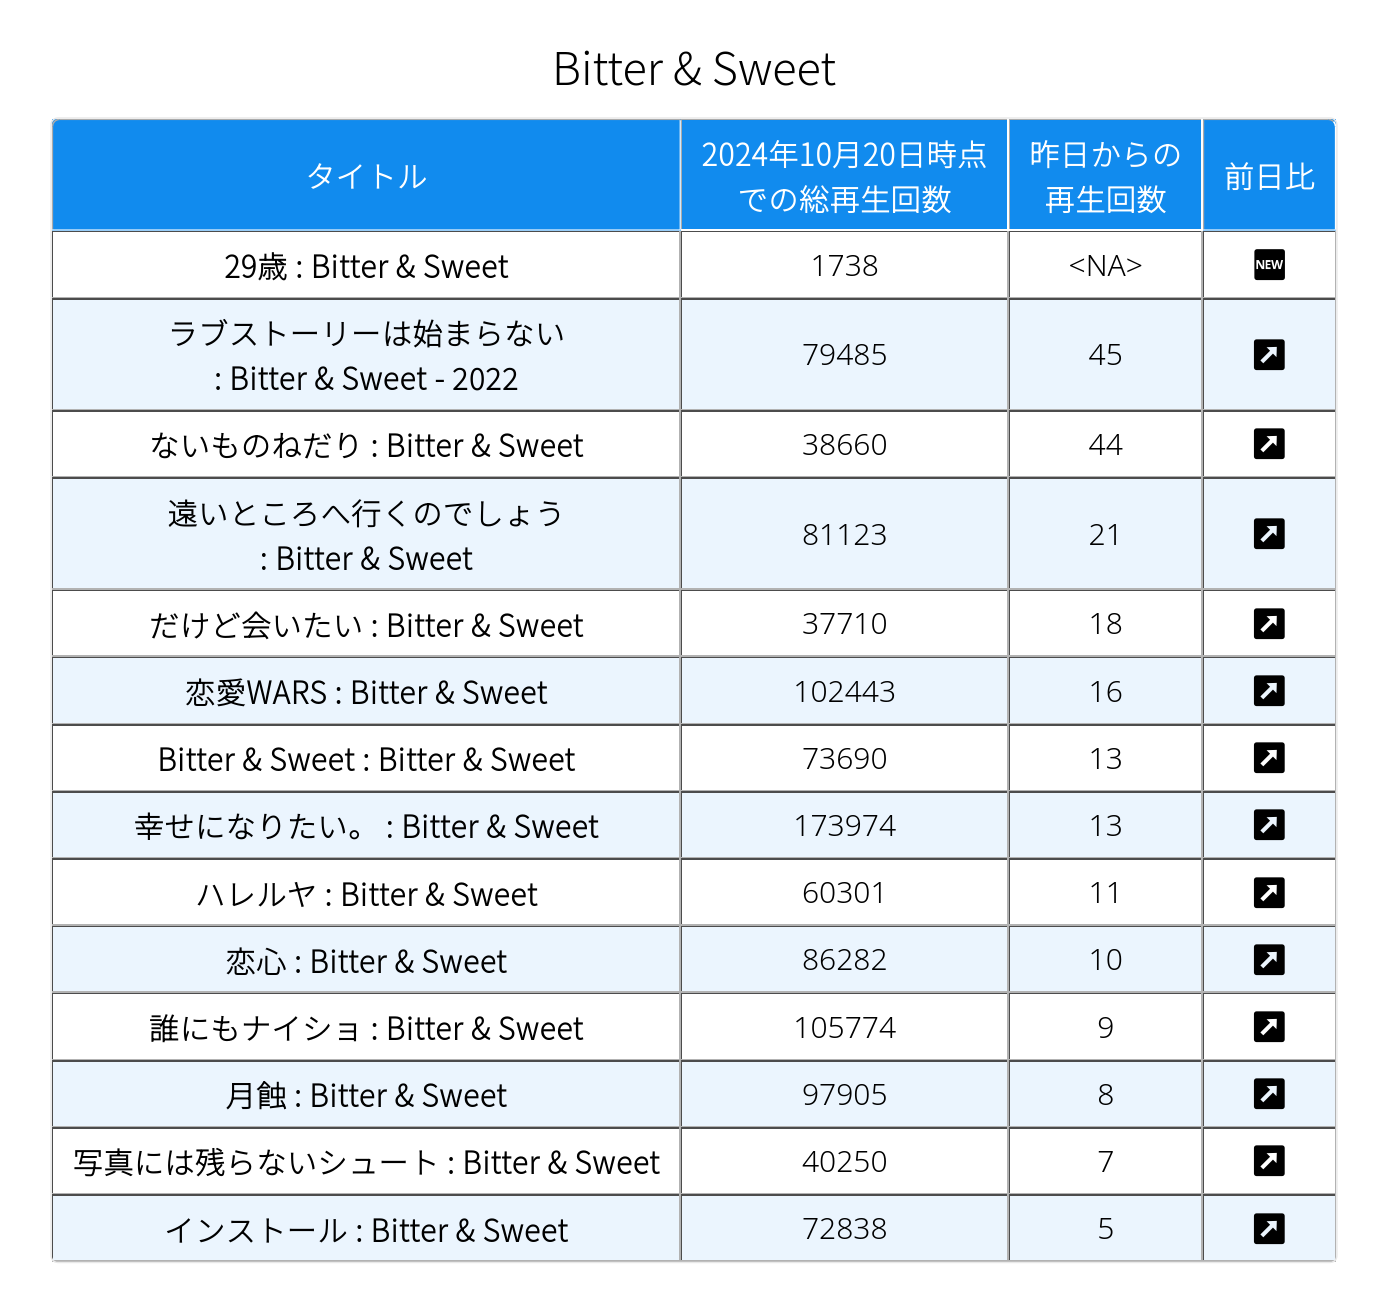 Bitter & Sweet
タイトル
2024年10月20日時点
での総再生回数
昨日からの
再生回数
前日比
29歳 : Bitter & Sweet
1738
<NA>
NEW
ラブストーリーは始まらない
: Bitter & Sweet - 2022
79485
45
ないものねだり : Bitter & Sweet
38660
44
遠いところへ行くのでしょう
: Bitter & Sweet
81123
21
だけど会いたい : Bitter & Sweet
37710
18
恋愛WARS : Bitter & Sweet
102443
16
Bitter & Sweet : Bitter & Sweet
73690
13
幸せになりたい。 : Bitter & Sweet
173974
13
ハレルヤ : Bitter & Sweet
60301
11
恋心 : Bitter & Sweet
86282
10
誰にもナイショ : Bitter & Sweet
105774
9
月蝕 : Bitter & Sweet
97905
8
写真には残らないシュート : Bitter & Sweet
40250
7
インストール : Bitter & Sweet
72838
5